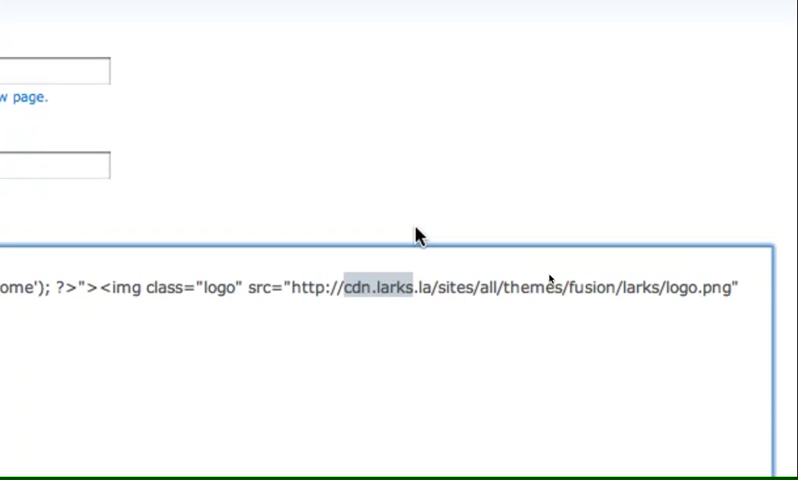 w page.
ome'); ?>"><img class="logo" src="http://cdn.larks.la/sites/all/themes/fusion/larks/logo.png"